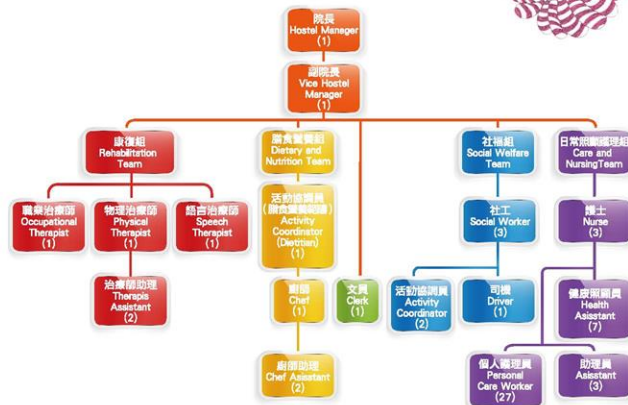 院長
Hostel Manager
(1)
副院長
Vice Hostel
Manager
(1)
康復組
Rehabilitation
Team
膳食營養組
Dietary and
Nutrition Team
社福組
Social Welfare
Team
日常照顧護理組
Care and
NursingTeam
職業治療師
Occupational
Therapist
(1)
物理治療師
Physical
Therapist
(1)
語言治療師
Speech
Therapist
(1)
活動協調員
Activity
Coordinator
(Dietitian)
(1)
社工
Social Worker
(3)
護士
Nurse
(3)
治療師助理
Therapis
Assistant
(2)
廚師
Chef
(1)
文員
Clerk
(1)
活動協調員
Activity
Coordinator
(2)
司機
Driver
(1)
健康照顧員
Health
Asisstant
(7)
廚師助理
Chef Asisstant
(2)
個人護理員
Personal
Care Worker
(27)
助理員
Asisstant
(3)